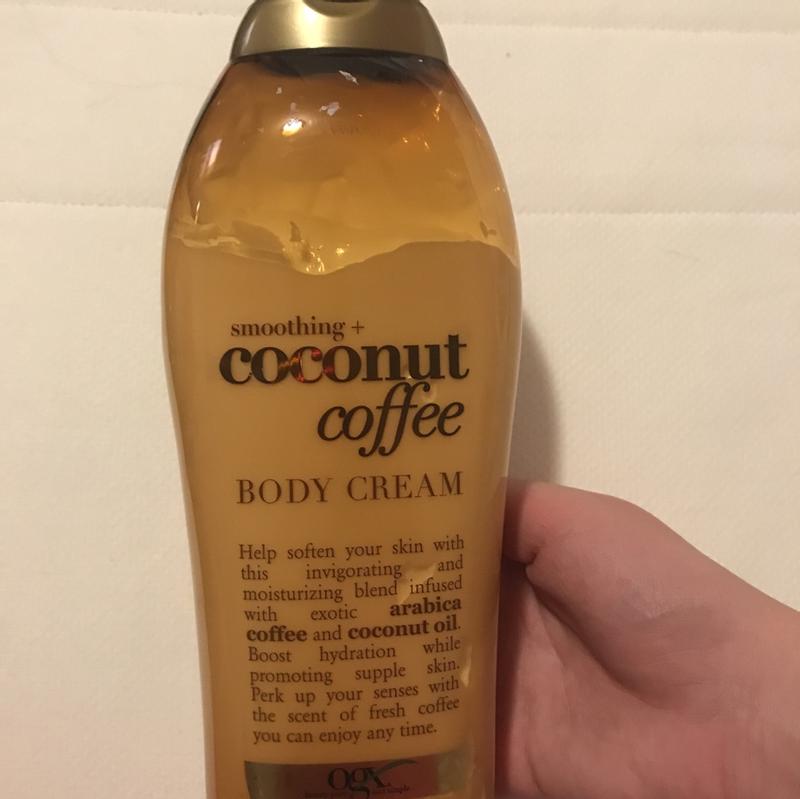 smoothing +
coconut
coffee
BODY CREAM
Help soften your skin with
this invigorating and
moisturizing blend infused
with exotic arabica
coffee and coconut oil.
Boost hydration while
promoting supple skin.
Perk up your senses with
the scent of fresh coffee
you can enjoy any time.
ogx